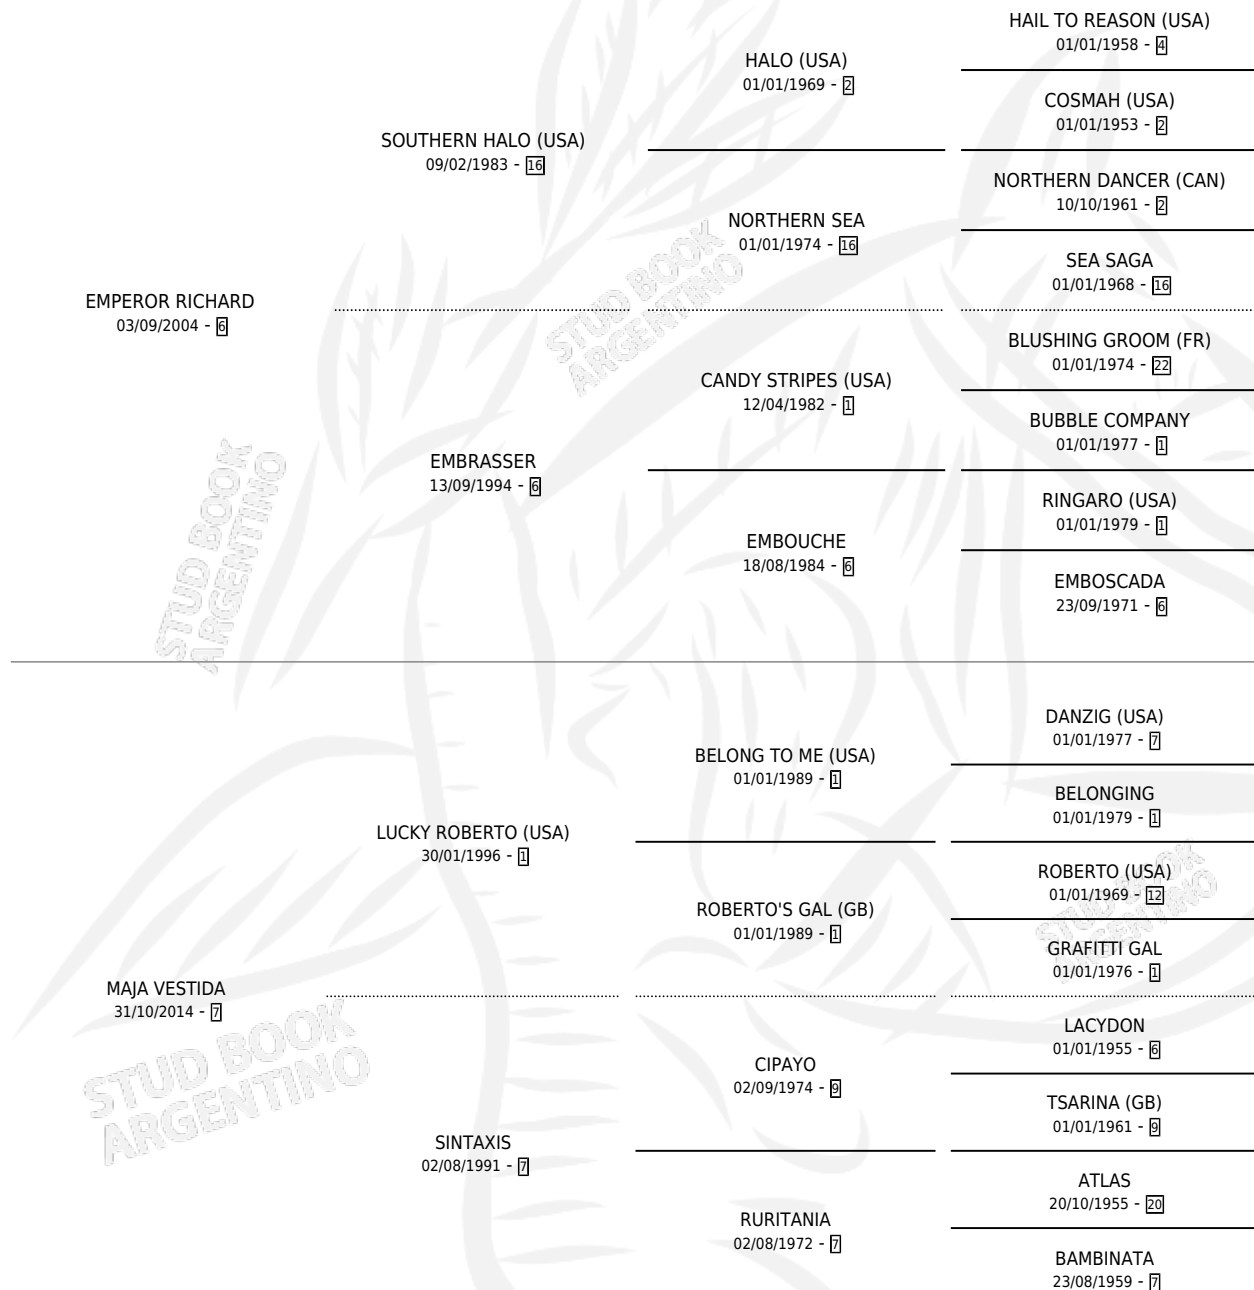 HAIL TO REASON (USA)
01/01/1958 - 4
HALO (USA)
01/01/1969 - 2
COSMAH (USA)
01/01/1953 - 2
SOUTHERN HALO (USA)
09/02/1983 - 16
NORTHERN DANCER (CAN)
10/10/1961 - 2
NORTHERN SEA
01/01/1974 - 16
SEA SAGA
01/01/1968 - 16
STUD BOOK
ARGENTINO
EMPEROR RICHARD
03/09/2004 - 6
BLUSHING GROOM (FR)
01/01/1974 - 22
CANDY STRIPES (USA)
12/04/1982 - 1
BUBBLE COMPANY
01/01/1977 - 1
EMBRASSER
13/09/1994 - 6
RINGARO (USA)
01/01/1979 - 1
EMBOUCHE
18/08/1984 - 6
EMBOSCADA
23/09/1971 - 6
STUD BOOK
ARGENTINO
DANZIG (USA)
01/01/1977 - 7
BELONG TO ME (USA)
01/01/1989 - 1
BELONGING
01/01/1979 - 1
LUCKY ROBERTO (USA)
30/01/1996 - 1
ROBERTO (USA)
01/01/1969 - 12
STUD BOOK
ARGENTINO
ROBERTO'S GAL (GB)
01/01/1989 - 1
GRAFITTI GAL
01/01/1976 - 1
MAJA VESTIDA
31/10/2014 - 7
LACYDON
01/01/1955 - 6
STUD BOOK
ARGENTINO
CIPAYO
02/09/1974 - 9
TSARINA (GB)
01/01/1961 - 9
SINTAXIS
02/08/1991 - 7
ATLAS
20/10/1955 - 20
RURITANIA
02/08/1972 - 7
BAMBINATA
23/08/1959 - 7